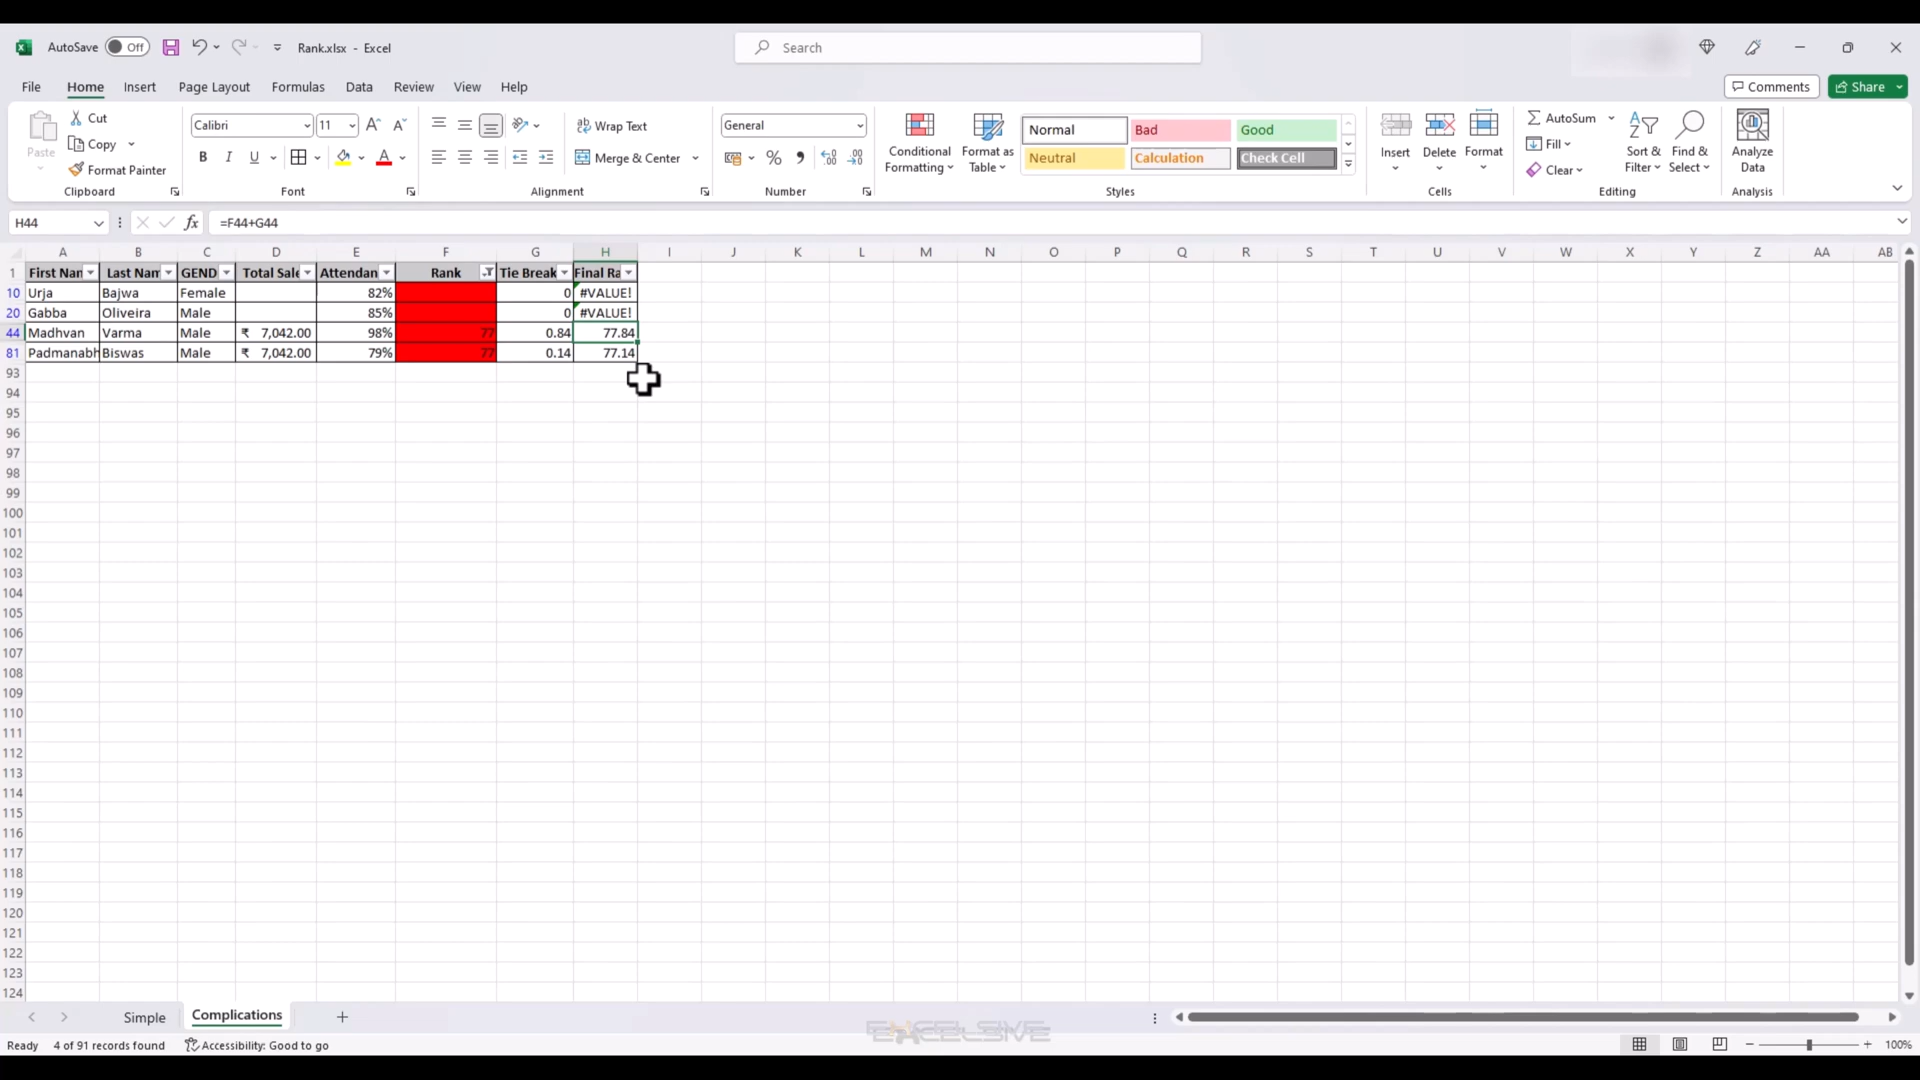 AutoSave Off Rank.xlsx - Excel Search
File Home Insert Page Layout Formulas Data Review View Help Comments Share
Paste Cut Calibri 11 Wrap Text General Conditional Formatting Format as Table Normal Bad Good Insert Delete Format AutoSum Sort & Filter Find & Select Analyze Data
Copy B I U Merge & Center % Neutral Calculation Check Cell Fill
Format Painter Clear
Clipboard Font Alignment Number Styles Cells Editing Analysis
H44 fx =F44+G44
A B C D E F G H I J K L M N O P Q R S T U V W X Y Z AA AB
1 First Nan Last Nam GEND Total Sale Attendan Rank Tie Break Final Ra
10 Urja Bajwa Female 82% 0 #VALUE!
20 Gabba Oliveira Male 85% 0 #VALUE!
44 Madhvan Varma Male ₹ 7,042.00 98% 77 0.84 77.84
81 Padmanabh Biswas Male ₹ 7,042.00 79% 77 0.14 77.14
93
94
95
96
97
98
99
100
101
102
103
104
105
106
107
108
109
110
111
112
113
114
115
116
117
118
119
120
121
122
123
124
Simple Complications
EXCELSIVE
Ready 4 of 91 records found Accessibility: Good to go 100%